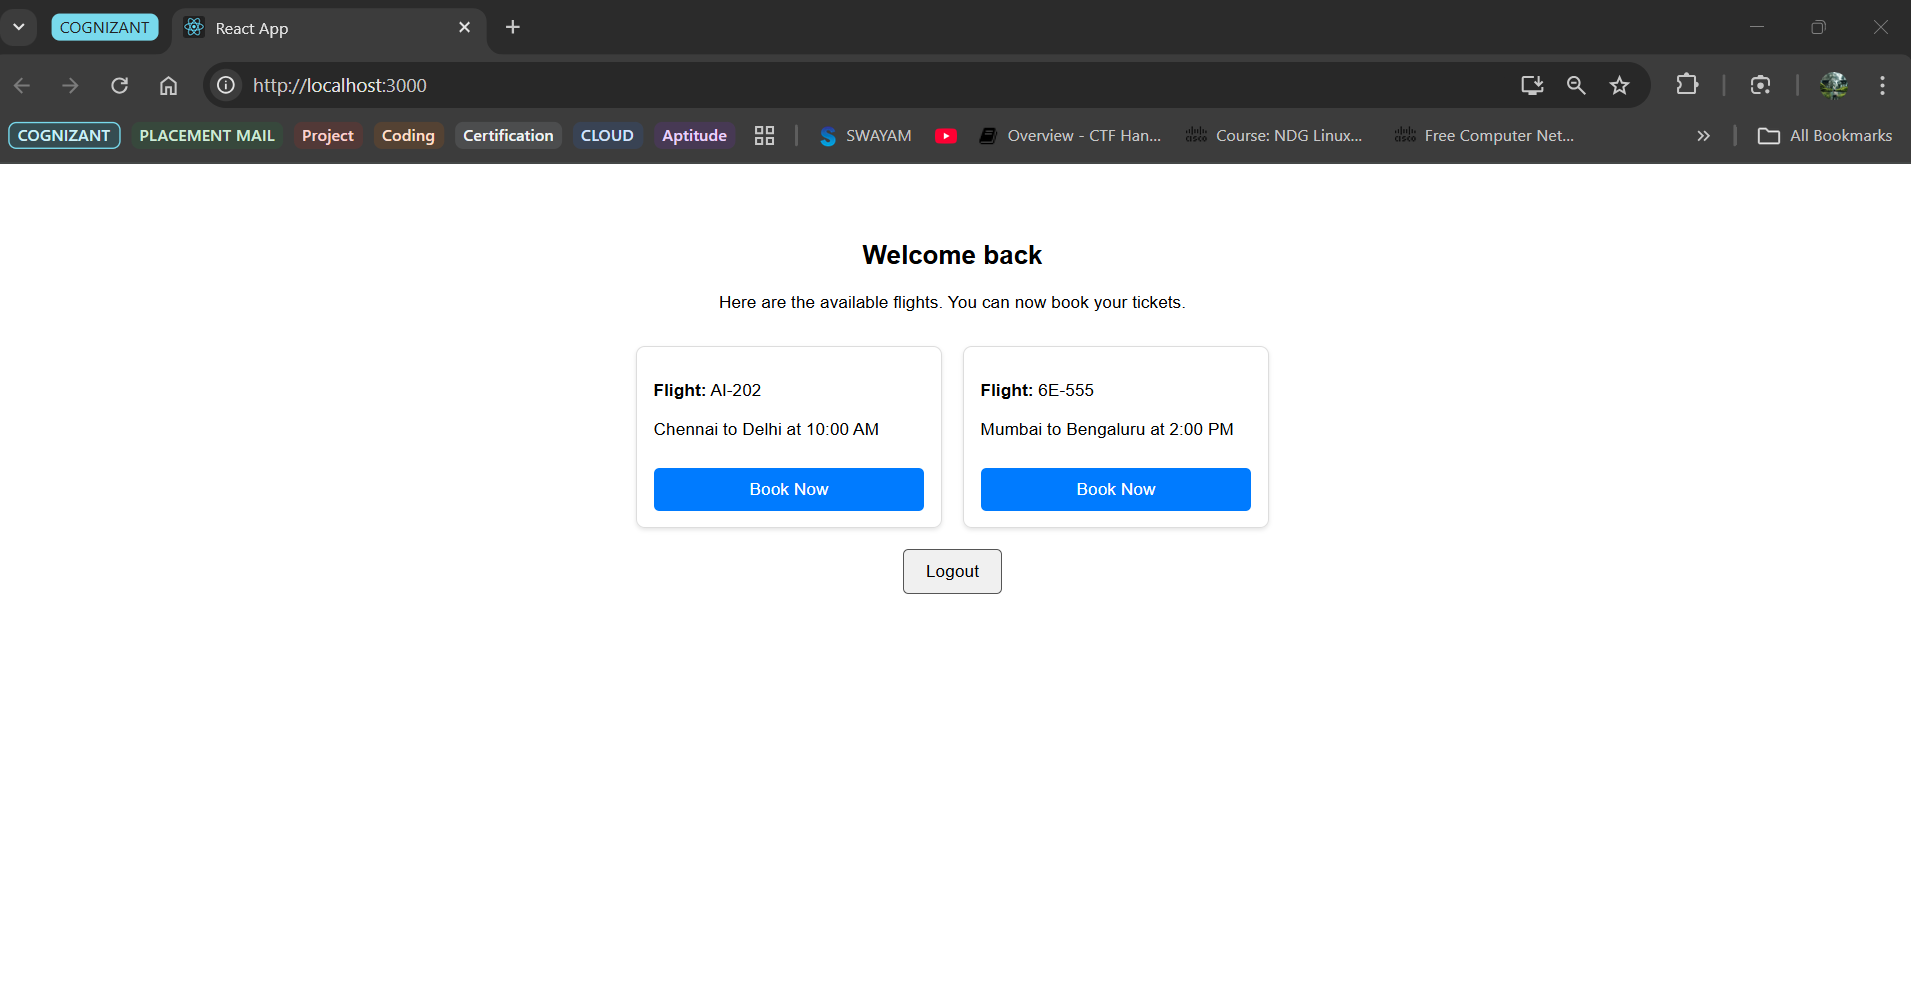 COGNIZANT
React App
http://localhost:3000
COGNIZANT PLACEMENT MAIL Project Coding Certification CLOUD Aptitude SWAYAM Overview - CTF Han... Course: NDG Linux... Free Computer Net... All Bookmarks
Welcome back
Here are the available flights. You can now book your tickets.
Flight: AI-202
Chennai to Delhi at 10:00 AM
Book Now
Flight: 6E-555
Mumbai to Bengaluru at 2:00 PM
Book Now
Logout